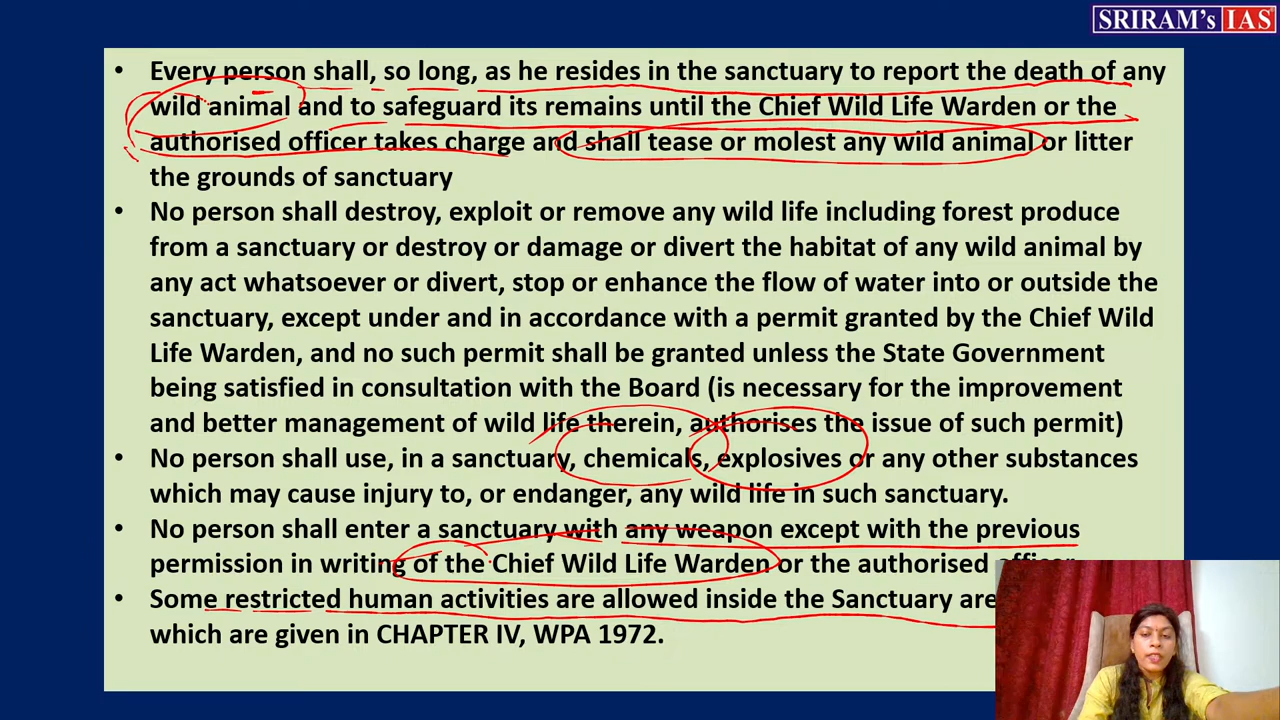 SRIRAM's IAS
• Every person shall, so long, as he resides in the sanctuary to report the death of any
wild animal and to safeguard its remains until the Chief Wild Life Warden or the
authorised officer takes charge and shall tease or molest any wild animal or litter
the grounds of sanctuary
• No person shall destroy, exploit or remove any wild life including forest produce
from a sanctuary or destroy or damage or divert the habitat of any wild animal by
any act whatsoever or divert, stop or enhance the flow of water into or outside the
sanctuary, except under and in accordance with a permit granted by the Chief Wild
Life Warden, and no such permit shall be granted unless the State Government
being satisfied in consultation with the Board (is necessary for the improvement
and better management of wild life therein, authorises the issue of such permit)
• No person shall use, in a sanctuary, chemicals, explosives or any other substances
which may cause injury to, or endanger, any wild life in such sanctuary.
• No person shall enter a sanctuary with any weapon except with the previous
permission in writing of the Chief Wild Life Warden or the authorised
• Some restricted human activities are allowed inside the Sanctuary
which are given in CHAPTER IV, WPA 1972.